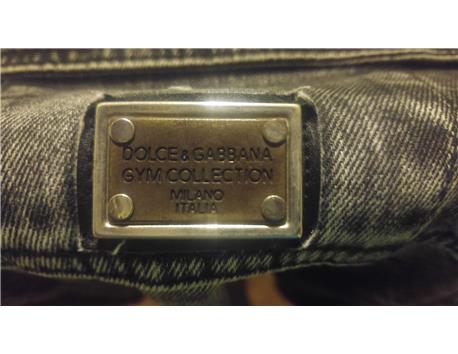 DOLCE & GABBANA
GYM COLLECTION
MILANO
ITALIA